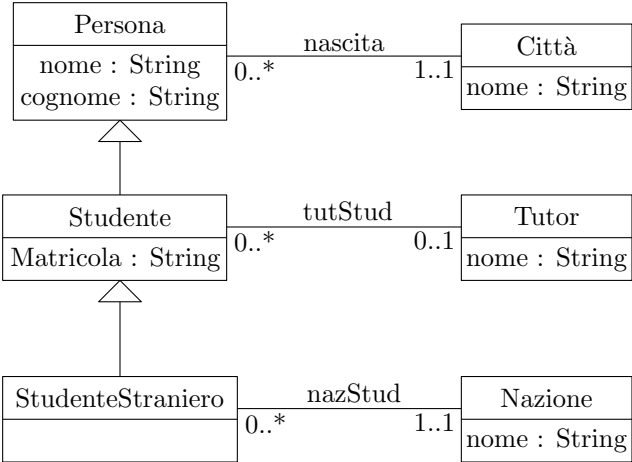 Persona
nome : String
cognome : String
nascita
0..*
1..1
Città
nome : String
Studente
Matricola : String
tutStud
0..*
0..1
Tutor
nome : String
StudenteStraniero
nazStud
0..*
1..1
Nazione
nome : String